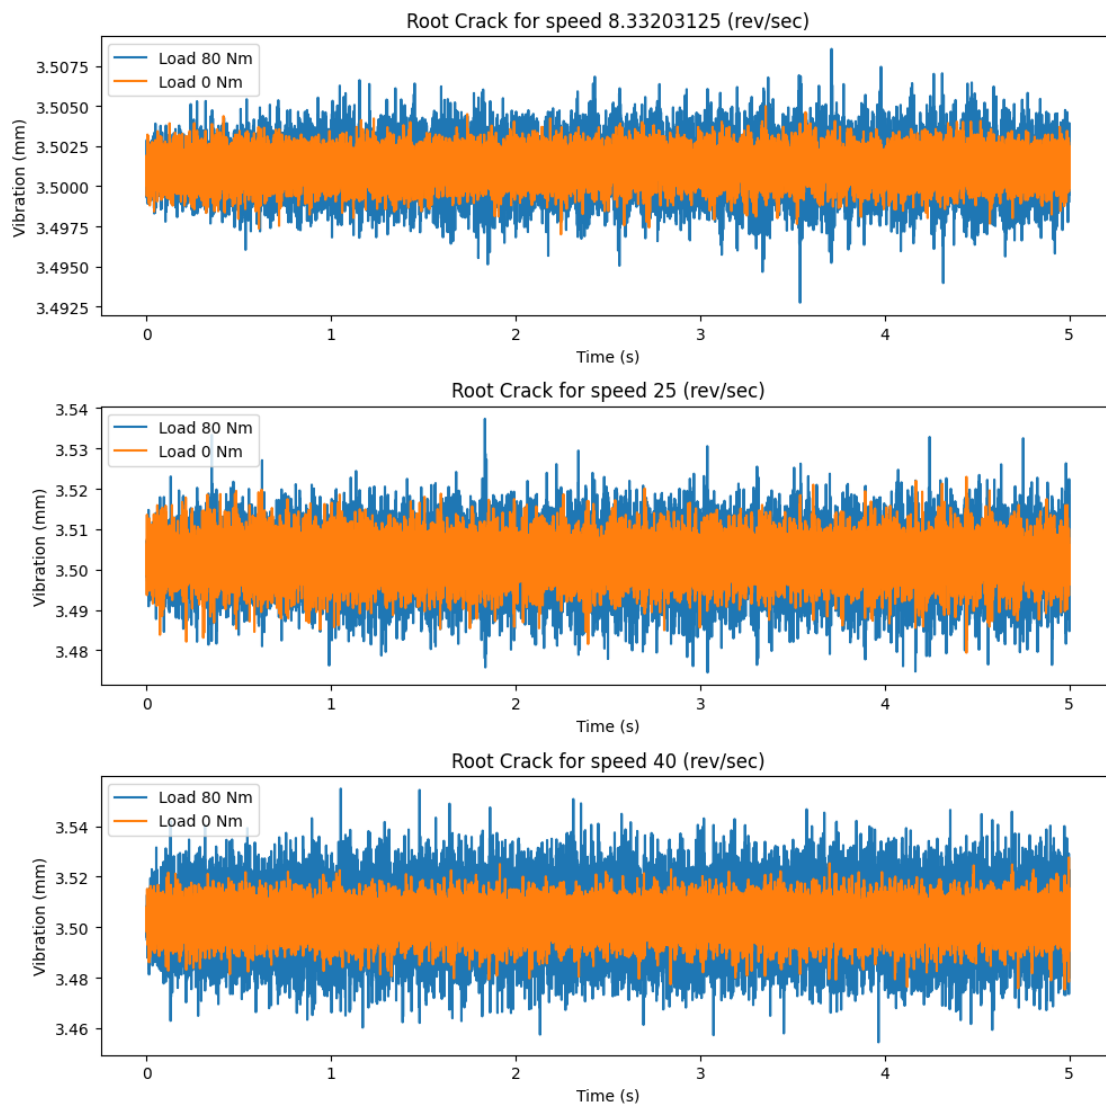 Root Crack for speed 8.33203125 (rev/sec)
Load 80 Nm
Load 0 Nm
3.5075
3.5050
3.5025
3.5000
3.4975
3.4950
3.4925
Vibration (mm)
0 1 2 3 4 5
Time (s)
Root Crack for speed 25 (rev/sec)
Load 80 Nm
Load 0 Nm
3.54
3.53
3.52
3.51
3.50
3.49
3.48
Vibration (mm)
0 1 2 3 4 5
Time (s)
Root Crack for speed 40 (rev/sec)
Load 80 Nm
Load 0 Nm
3.54
3.52
3.50
3.48
3.46
Vibration (mm)
0 1 2 3 4 5
Time (s)